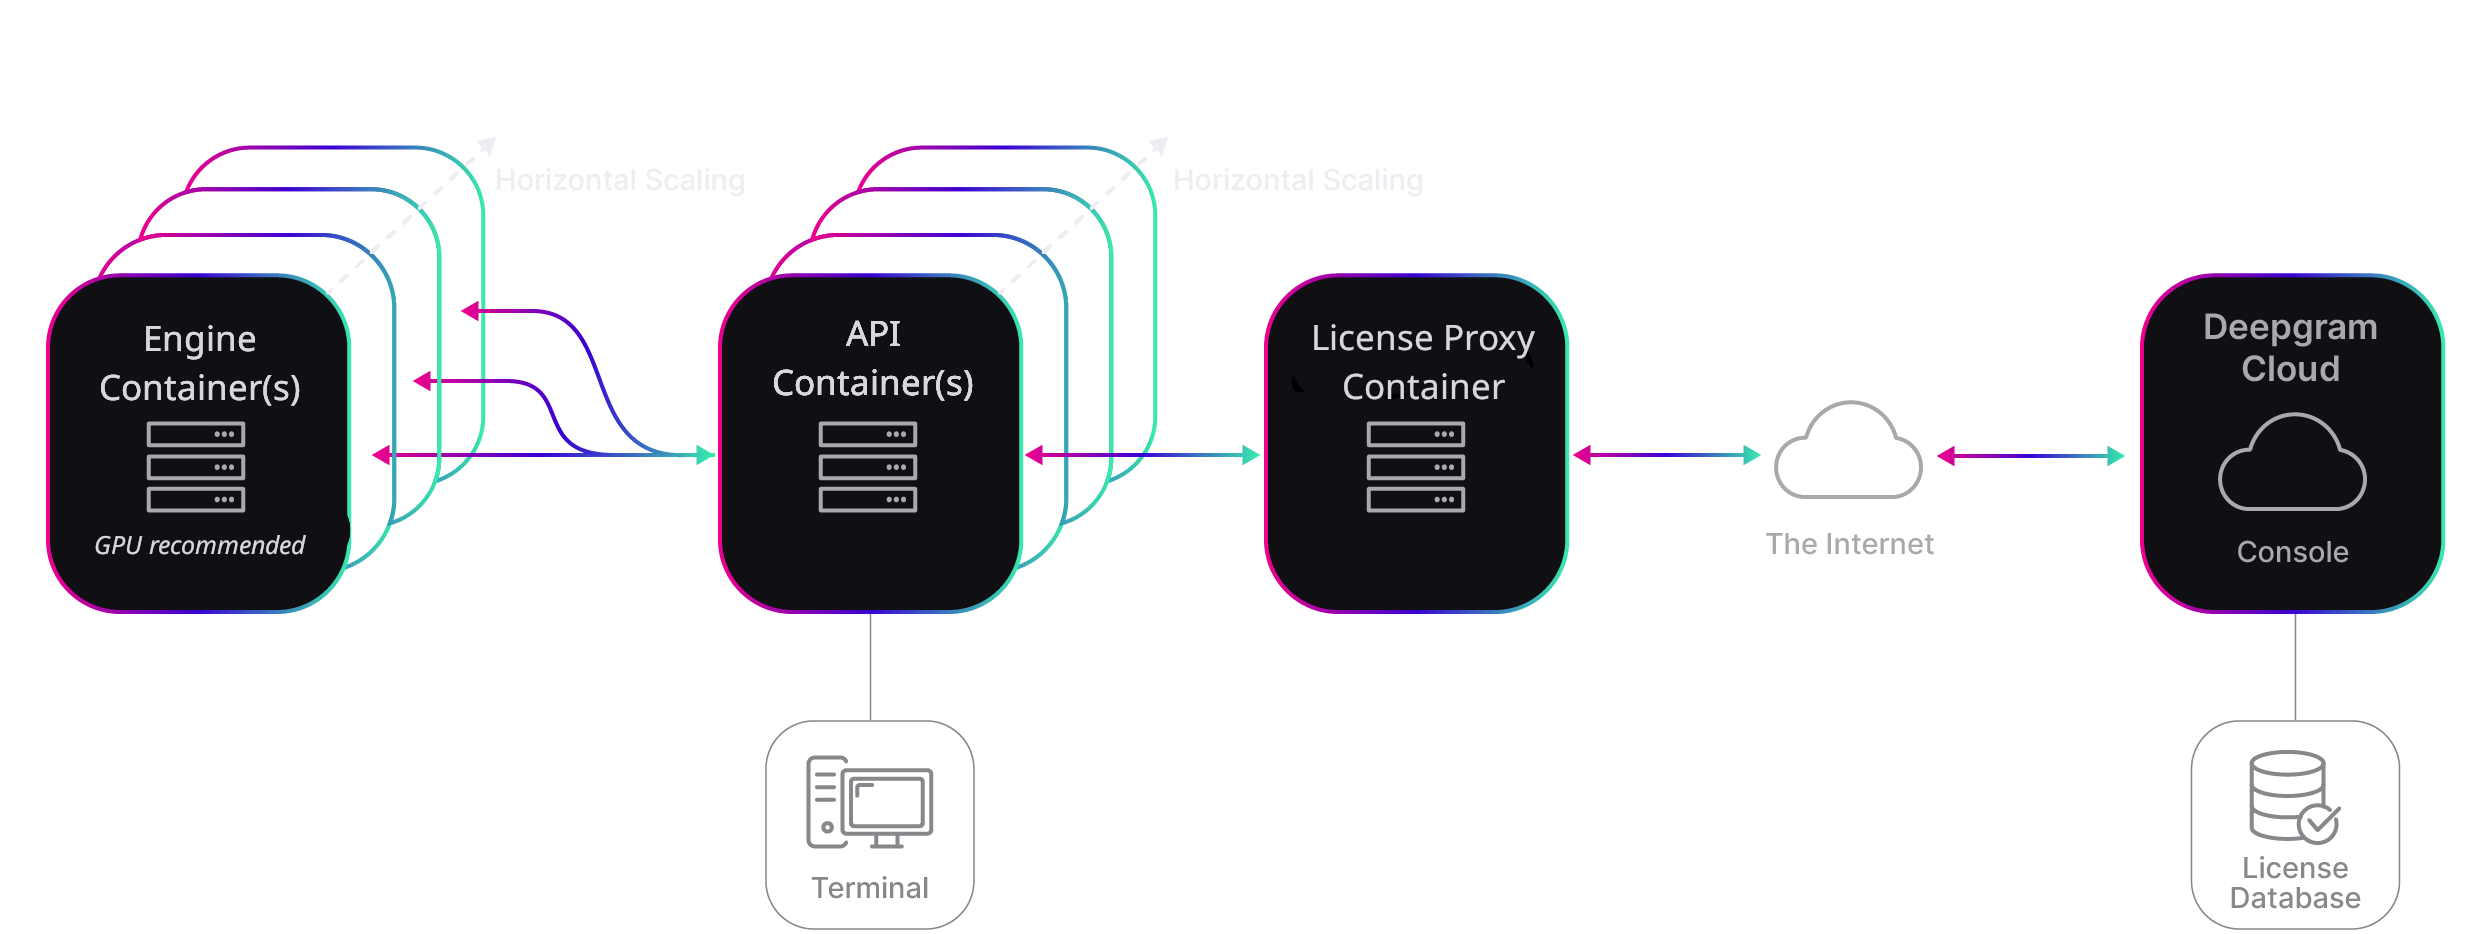 Horizontal Scaling
Horizontal Scaling
Engine
Container(s)
GPU recommended
API
Container(s)
License Proxy
Container
The Internet
Deepgram
Cloud
Console
Terminal
License
Database